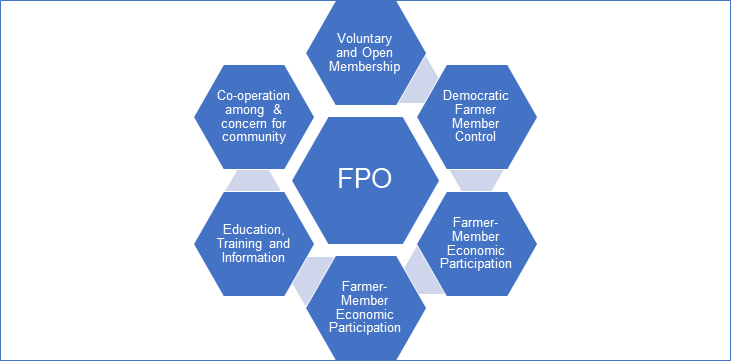 Voluntary
and Open
Membership
Democratic
Farmer
Member
Control
Farmer-
Member
Economic
Participation
Farmer-
Member
Economic
Participation
Education,
Training and
Information
Co-operation
among & 
concern for
community
FPO